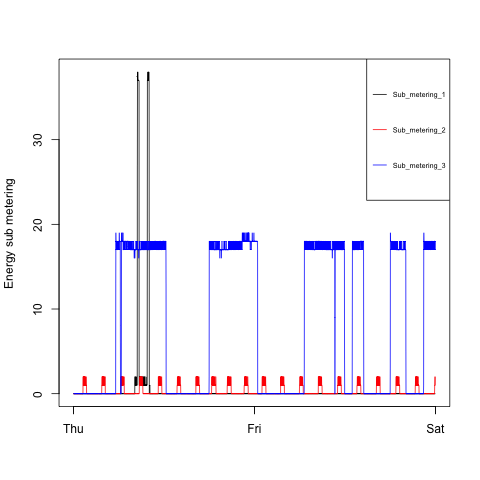 Energy sub metering
30
20
10
0
Thu
Fri
Sat
Sub_metering_1
Sub_metering_2
Sub_metering_3